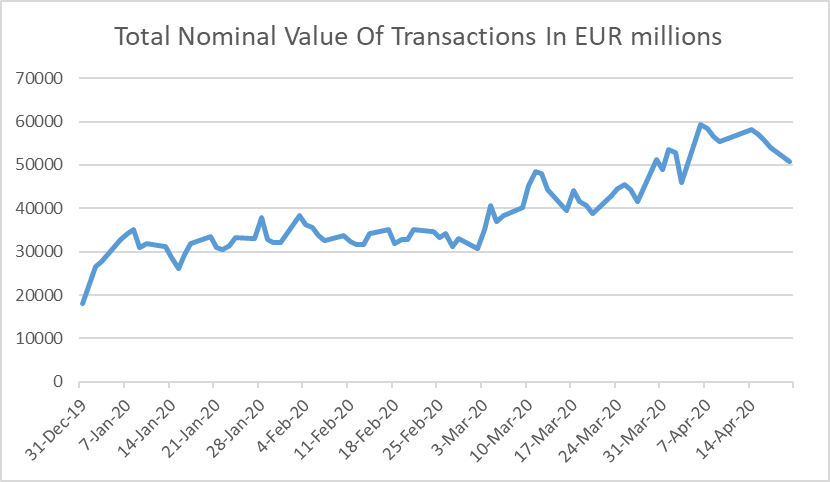 Total Nominal Value Of Transactions In EUR millions
70000
60000
50000
40000
30000
20000
10000
0
31-Dec-19
7-Jan-20
14-Jan-20
21-Jan-20
28-Jan-20
4-Feb-20
11-Feb-20
18-Feb-20
25-Feb-20
3-Mar-20
10-Mar-20
17-Mar-20
24-Mar-20
31-Mar-20
7-Apr-20
14-Apr-20